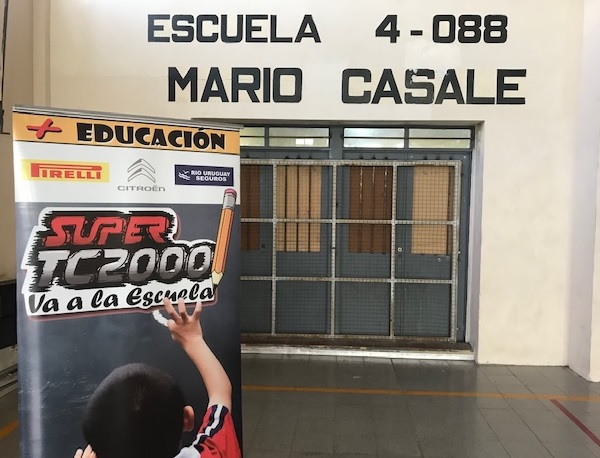 ESCUELA 4-088
MARIO CASALE
+ EDUCACIÓN
PIRELLI
CITROËN
RIO URUGUAY
SEGUROS
SUPER
TC2000
Va a la Escuela